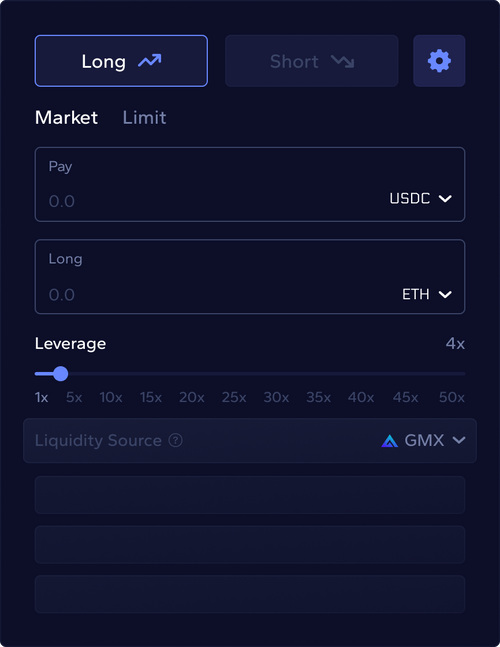 Long Short
Market Limit
Pay
0.0 USDC
Long
0.0 ETH
Leverage 4x
1x 5x 10x 15x 20x 25x 30x 35x 40x 45x 50x
Liquidity Source ? GMX